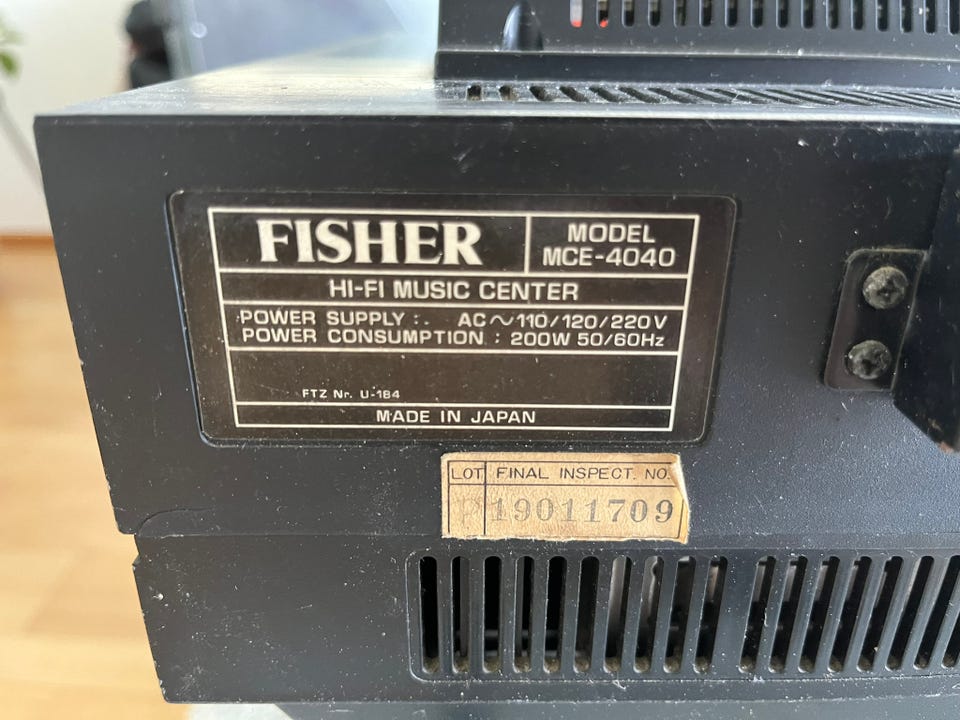 FISHER
MODEL
MCE-4040
HI-FI MUSIC CENTER
POWER SUPPLY : AC ~ 110/120/220V
POWER CONSUMPTION : 200W 50/60Hz
FTZ Nr. U-184
MADE IN JAPAN
LOT FINAL INSPECT. NO.
P 19011709